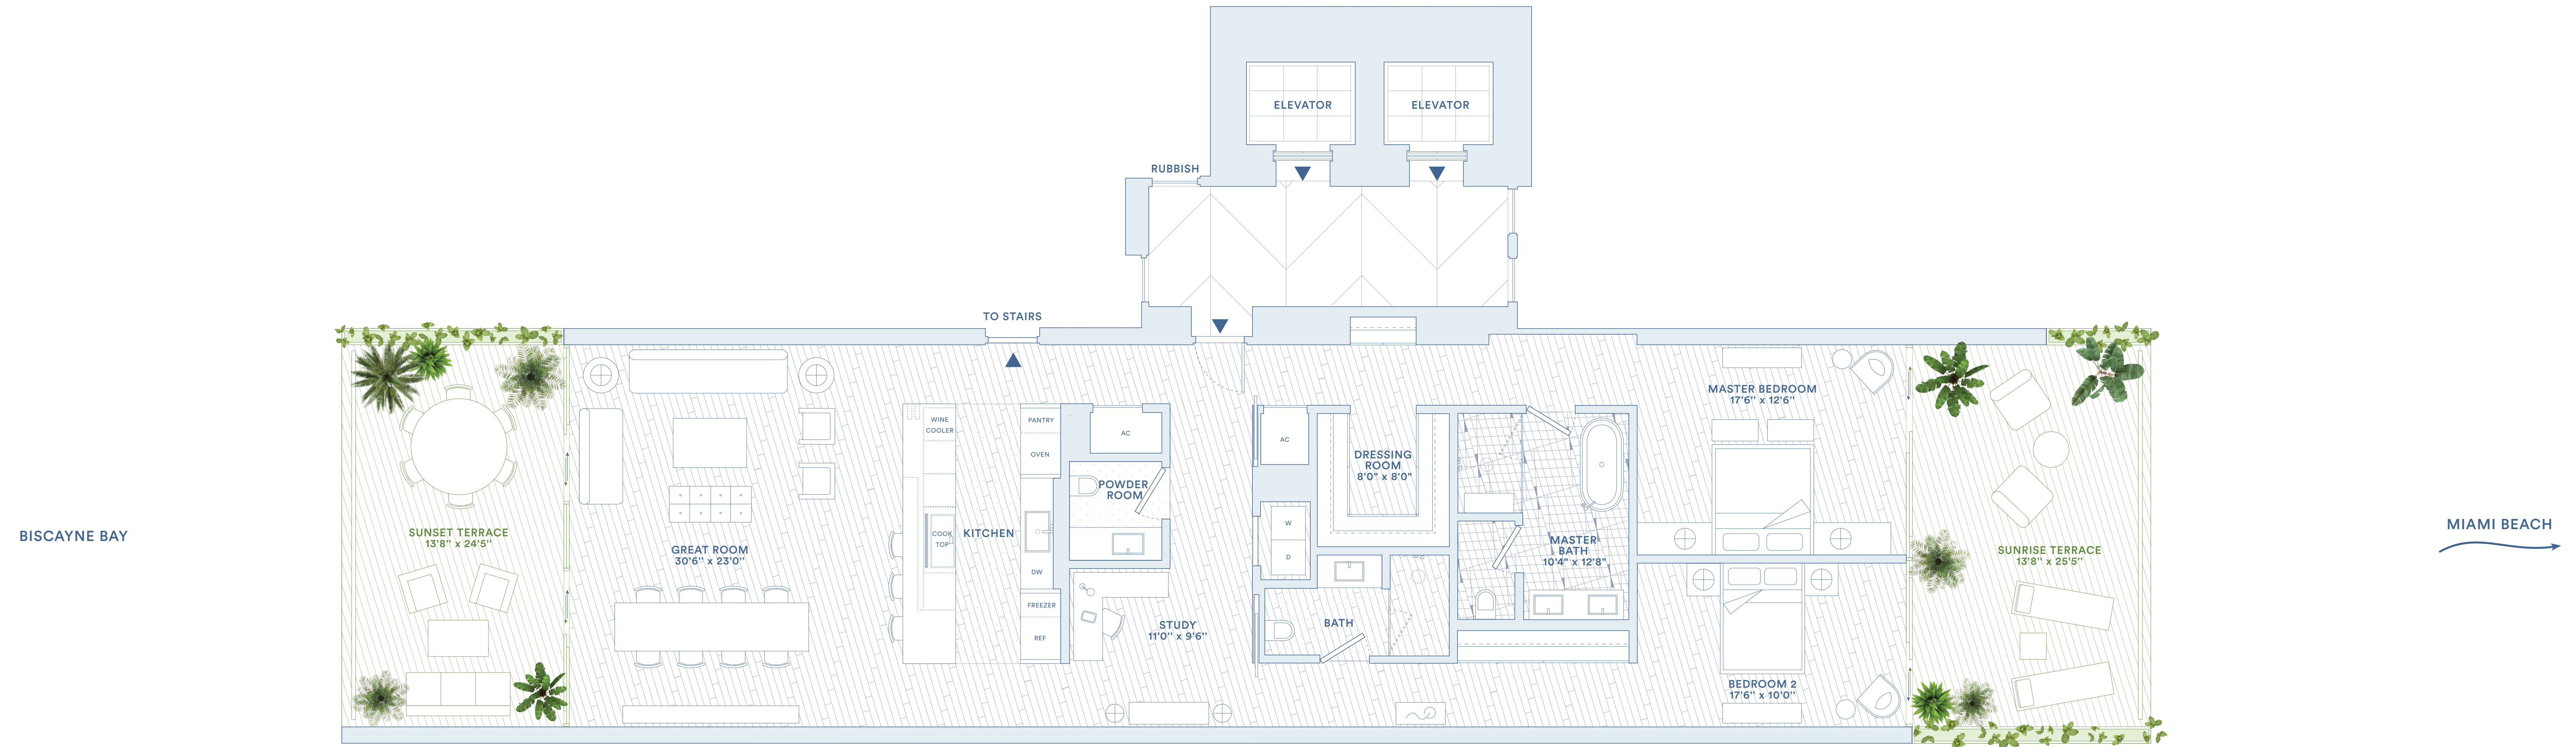 ELEVATOR
ELEVATOR
RUBBISH
TO STAIRS
BISCAYNE BAY
SUNSET TERRACE
13'8" x 24'5"
GREAT ROOM
30'6" x 23'0"
WINE
COOLER
COOK
TOP
KITCHEN
PANTRY
OVEN
DW
FREEZER
REF
AC
POWDER
ROOM
STUDY
11'0" x 9'6"
AC
W
D
BATH
DRESSING
ROOM
8'0" x 8'0"
MASTER
BATH
10'4" x 12'8"
MASTER BEDROOM
17'6" x 12'6"
BEDROOM 2
17'6" x 10'0"
SUNRISE TERRACE
13'8" x 25'5"
MIAMI BEACH